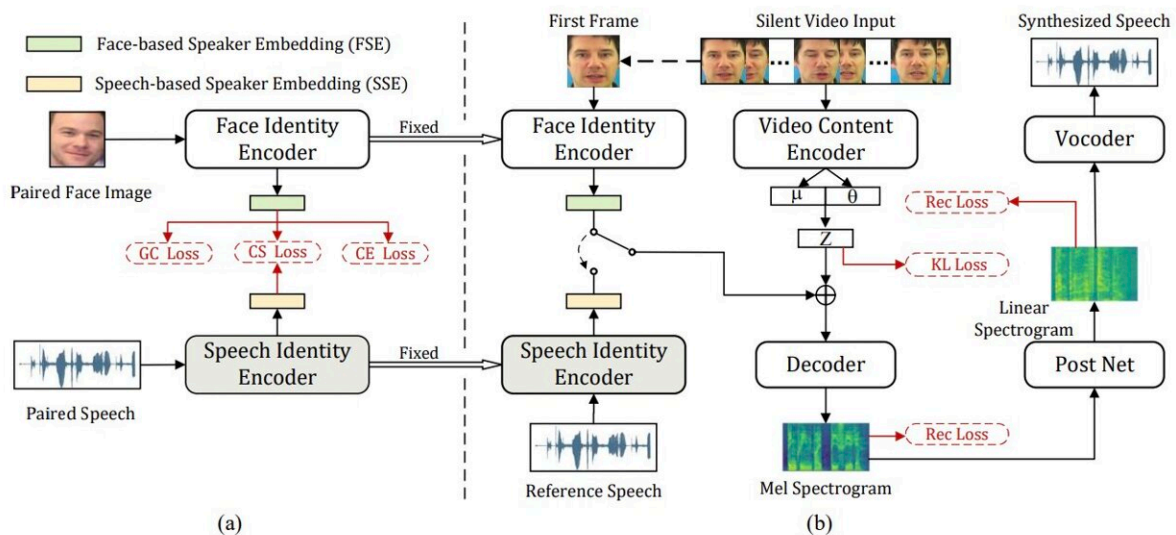 Face-based Speaker Embedding (FSE)
Speech-based Speaker Embedding (SSE)
Face Identity
Encoder
Fixed
Paired Face Image
GC Loss
CS Loss
CE Loss
Speech Identity
Encoder
Fixed
Paired Speech
(a)
First Frame
Silent Video Input
Synthesized Speech
Face Identity
Encoder
Video Content
Encoder
Vocoder
μ
θ
Rec Loss
Z
KL Loss
Linear
Spectrogram
Speech Identity
Encoder
Decoder
Post Net
Rec Loss
Reference Speech
Mel Spectrogram
(b)